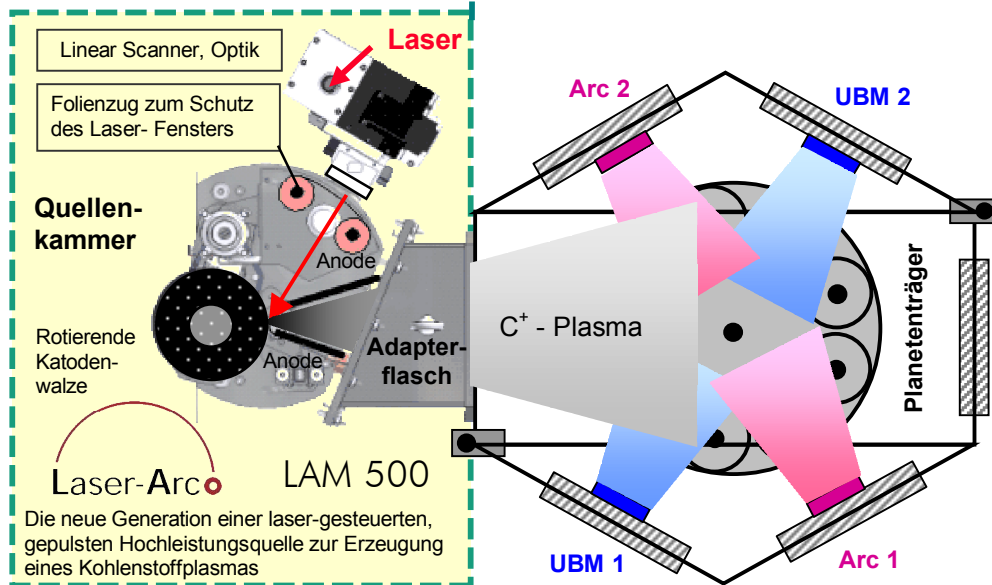 Linear Scanner, Optik
Laser
Folienzug zum Schutz
des Laser- Fensters
Quellen-
kammer
Anode
Rotierende
Katoden-
walze
Anode
Adapter-
flasch
Laser-Arco
LAM 500
Die neue Generation einer laser-gesteuerten,
gepulsten Hochleistungsquelle zur Erzeugung
eines Kohlenstoffplasmas
Arc 2
UBM 2
C⁺ - Plasma
Planetenträger
UBM 1
Arc 1